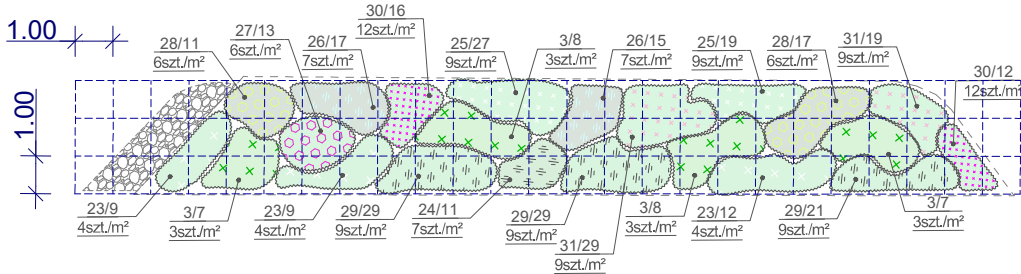 1.00
1.00
28/11
6szt./m²
27/13
6szt./m²
26/17
7szt./m²
30/16
12szt./m²
25/27
9szt./m²
3/8
3szt./m²
26/15
7szt./m²
25/19
9szt./m²
28/17
6szt./m²
31/19
9szt./m²
30/12
12szt./m²
23/9
4szt./m²
3/7
3szt./m²
23/9
4szt./m²
29/29
9szt./m²
24/11
7szt./m²
29/29
9szt./m²
31/29
9szt./m²
3/8
3szt./m²
23/12
4szt./m²
29/21
9szt./m²
3/7
3szt./m²